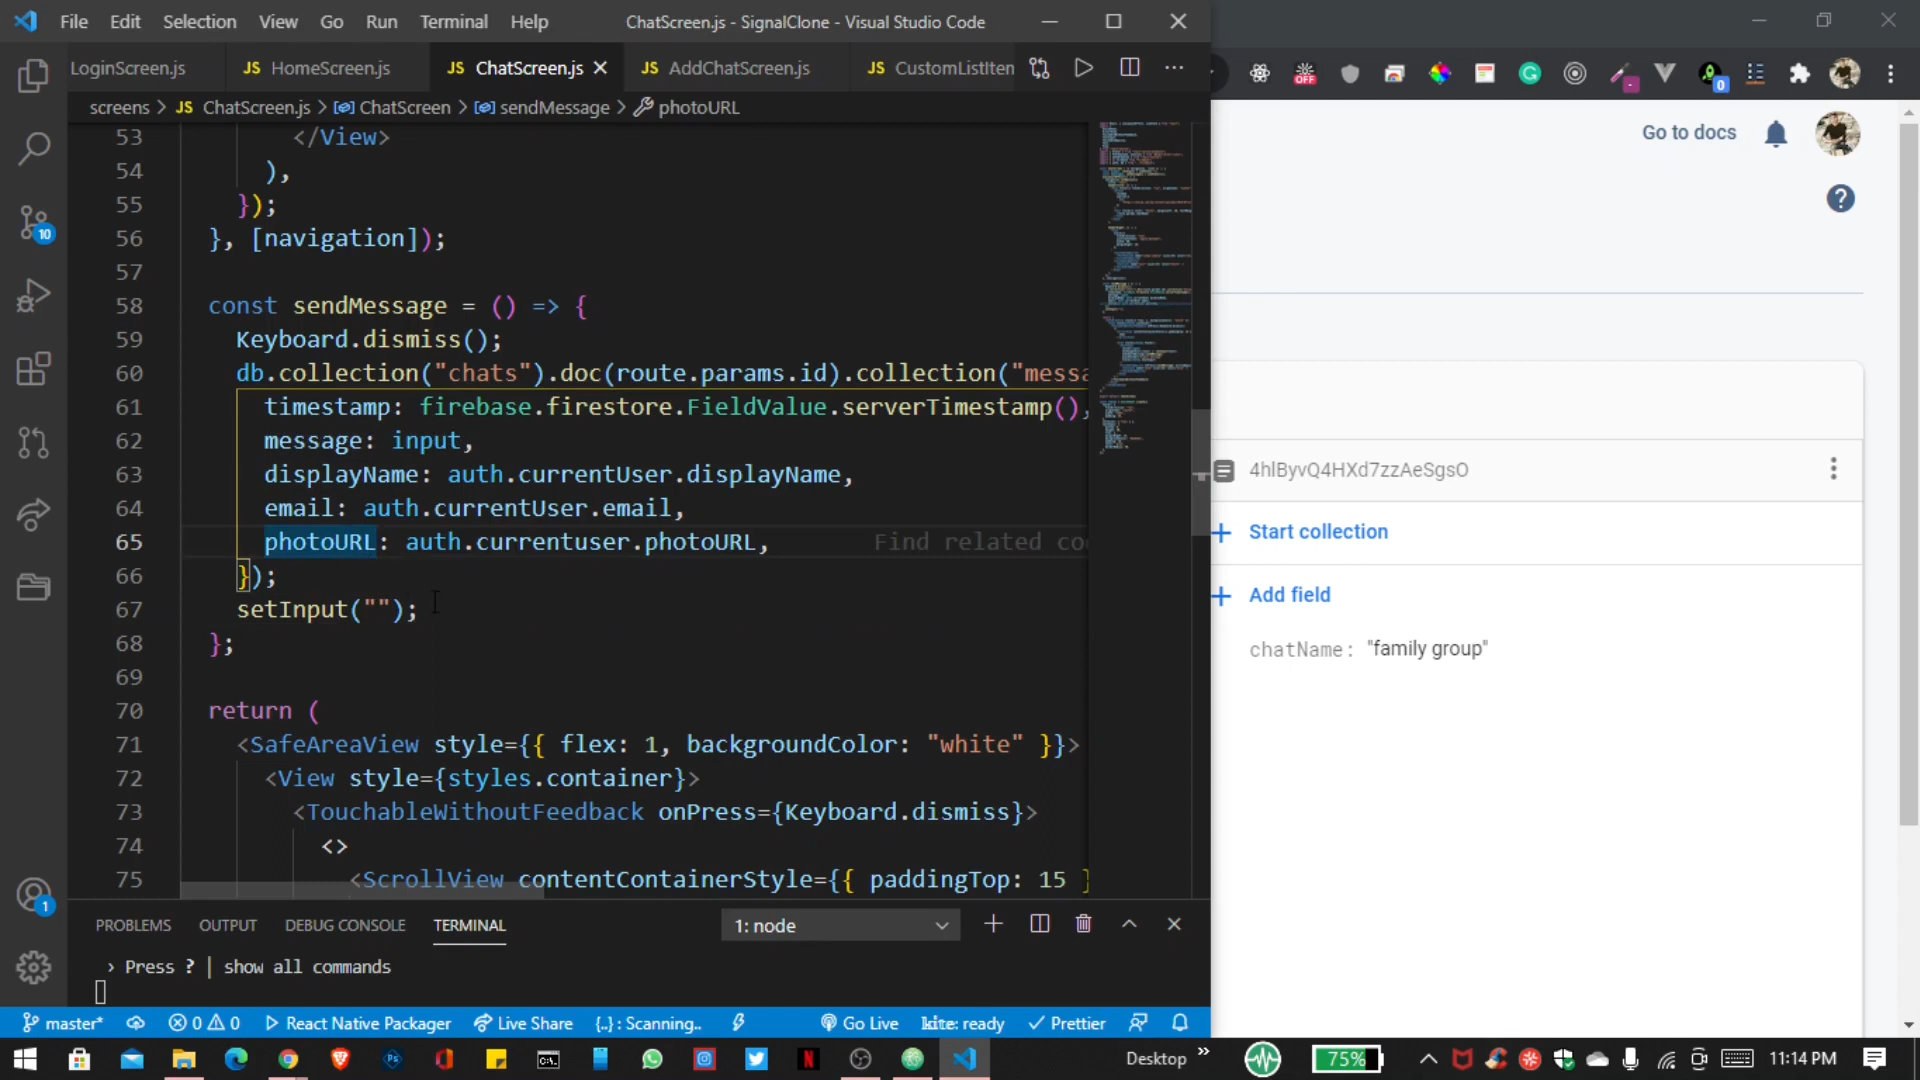 File Edit Selection View Go Run Terminal Help ChatScreen.js - SignalClone - Visual Studio Code
LoginScreen.js JS HomeScreen.js JS ChatScreen.js JS AddChatScreen.js JS CustomListItem
screens > JS ChatScreen.js > ChatScreen > sendMessage > photoURL
53 </View>
54 ),
55 });
56 }, [navigation]);
57
58 const sendMessage = () => {
59 Keyboard.dismiss();
60 db.collection("chats").doc(route.params.id).collection("messa
61 timestamp: firebase.firestore.FieldValue.serverTimestamp(),
62 message: input,
63 displayName: auth.currentUser.displayName,
64 email: auth.currentUser.email,
65 photoURL: auth.currentuser.photoURL, Find related co
66 });
67 setInput("");
68 };
69
70 return (
71 <SafeAreaView style={{ flex: 1, backgroundColor: "white" }}>
72 <View style={styles.container}>
73 <TouchableWithoutFeedback onPress={Keyboard.dismiss}>
74 <>
75 <ScrollView contentContainerStyle={{ paddingTop: 15 }
PROBLEMS OUTPUT DEBUG CONSOLE TERMINAL 1: node
› Press ? | show all commands
master* 0 0 React Native Packager Live Share {..} : Scanning.. Go Live kite: ready Prettier
10
1
OFF
0
Go to docs
4hlByvQ4HXd7zzAeSgsO
Start collection
Add field
chatName: "family group"
Desktop 75% 11:14 PM